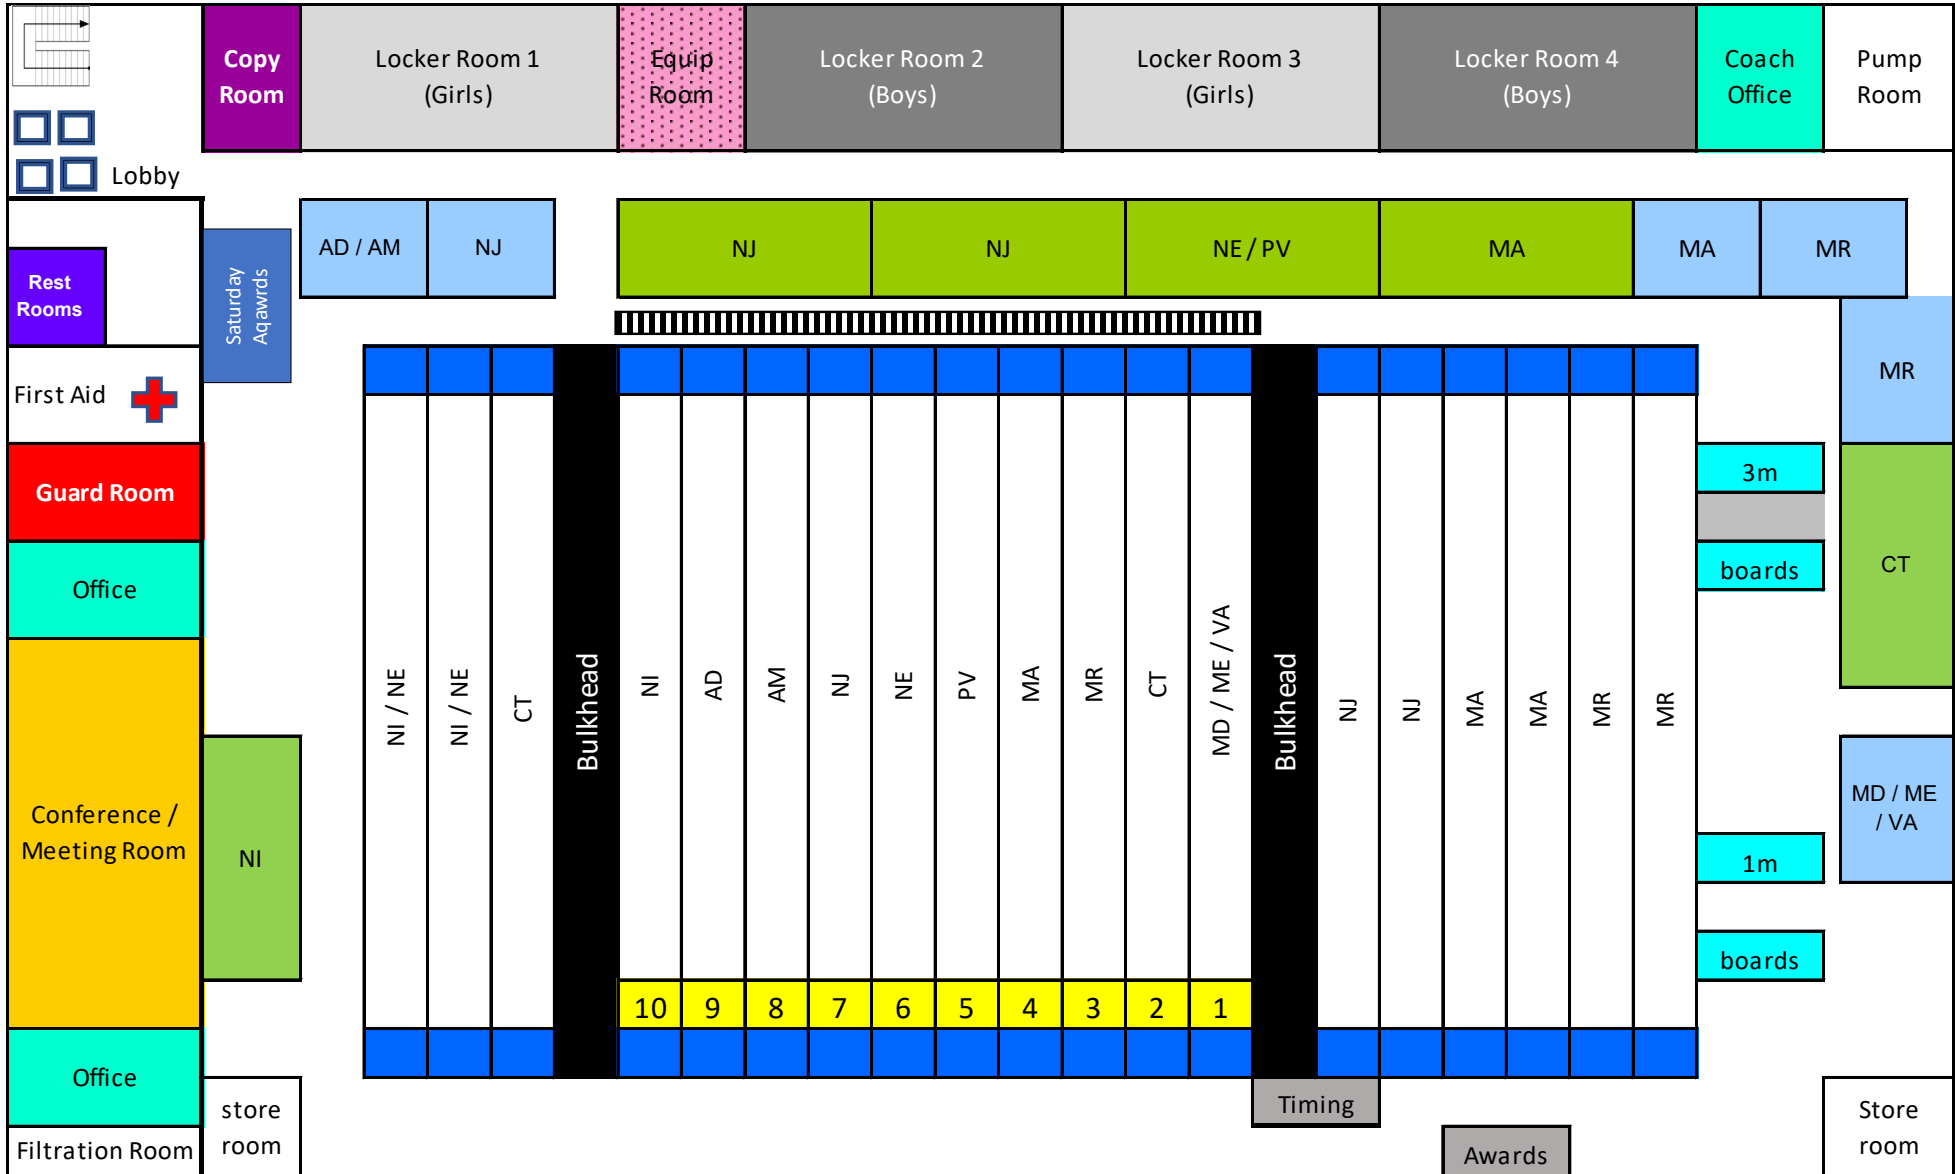 Copy
Room
Locker Room 1
(Girls)
Equip
Room
Locker Room 2
(Boys)
Locker Room 3
(Girls)
Locker Room 4
(Boys)
Coach
Office
Pump
Room
Lobby
Rest
Rooms
Saturday
Aqawrds
AD / AM
NJ
NJ
NJ
NE / PV
MA
MA
MR
First Aid
MR
Guard Room
3m
Office
boards
CT
Conference /
Meeting Room
NI
NI / NE
NI / NE
CT
Bulkhead
NI
AD
AM
NJ
NE
PV
MA
MR
CT
MD / ME / VA
Bulkhead
NJ
NJ
MA
MA
MR
MR
MD / ME
/ VA
1m
boards
10
9
8
7
6
5
4
3
2
1
Office
store
room
Timing
Awards
Store
room
Filtration Room